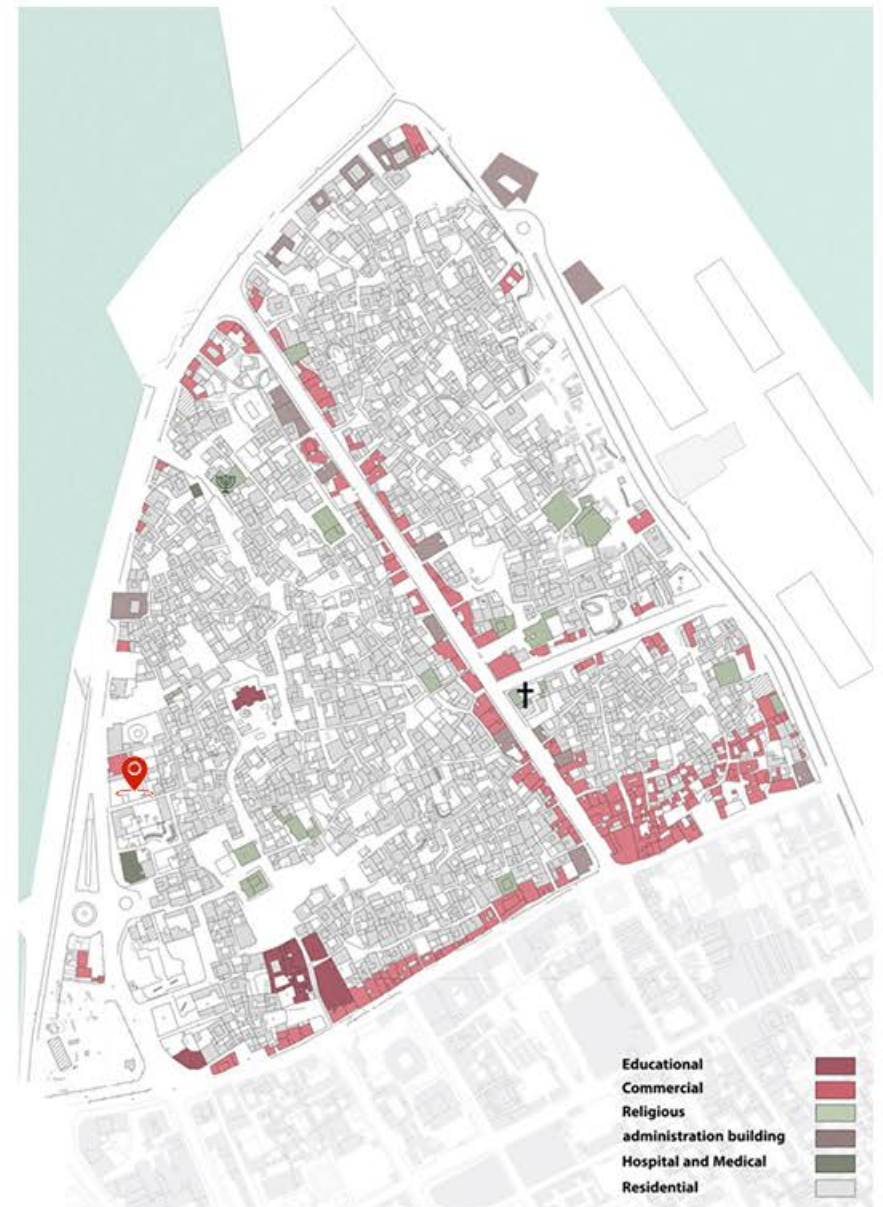 Educational
Commercial
Religious
administration building
Hospital and Medical
Residential